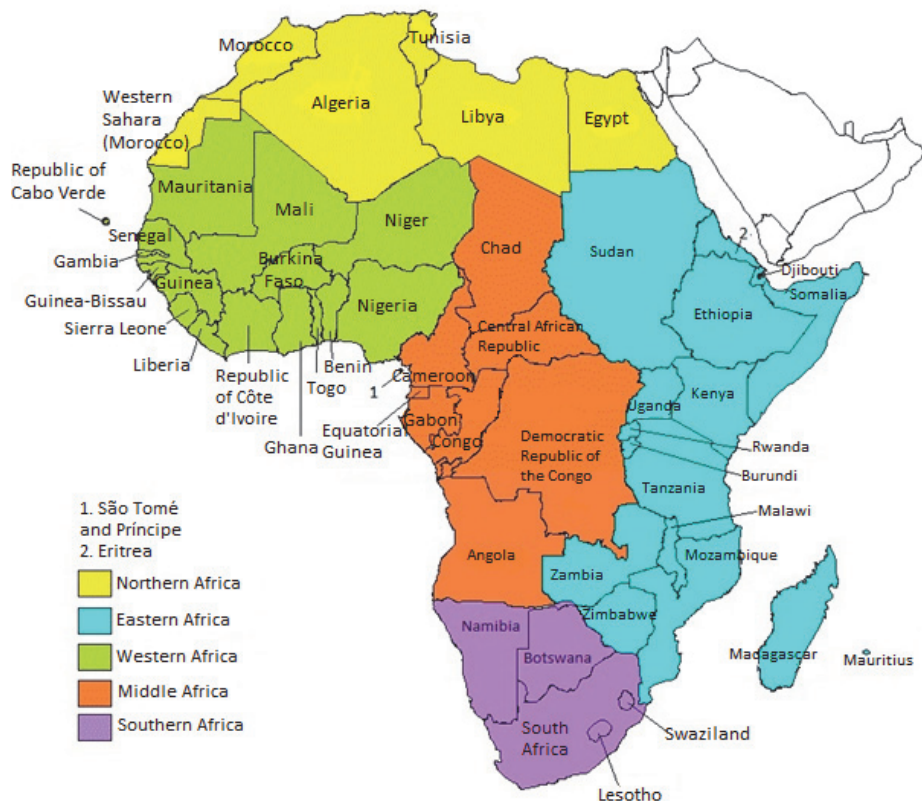 Morocco
Tunisia
Algeria
Libya
Egypt
Western
Sahara
(Morocco)
Republic of
Cabo Verde
Mauritania
Mali
Niger
Chad
Sudan
2
Djibouti
Somalia
Senegal
Gambia
Guinea-Bissau
Guinea
Sierra Leone
Liberia
Burkina
Faso
Nigeria
Ethiopia
Central African
Republic
Republic
of Côte
d'Ivoire
Ghana
Togo
Benin
1
Cameroon
Equatorial
Guinea
Gabon
Congo
Democratic
Republic of
the Congo
Uganda
Kenya
Rwanda
Burundi
Tanzania
Malawi
Mozambique
Angola
Zambia
Zimbabwe
Madagascar
Mauritius
Namibia
Botswana
South
Africa
Swaziland
Lesotho
1. São Tomé
and Príncipe
2. Eritrea
Northern Africa
Eastern Africa
Western Africa
Middle Africa
Southern Africa